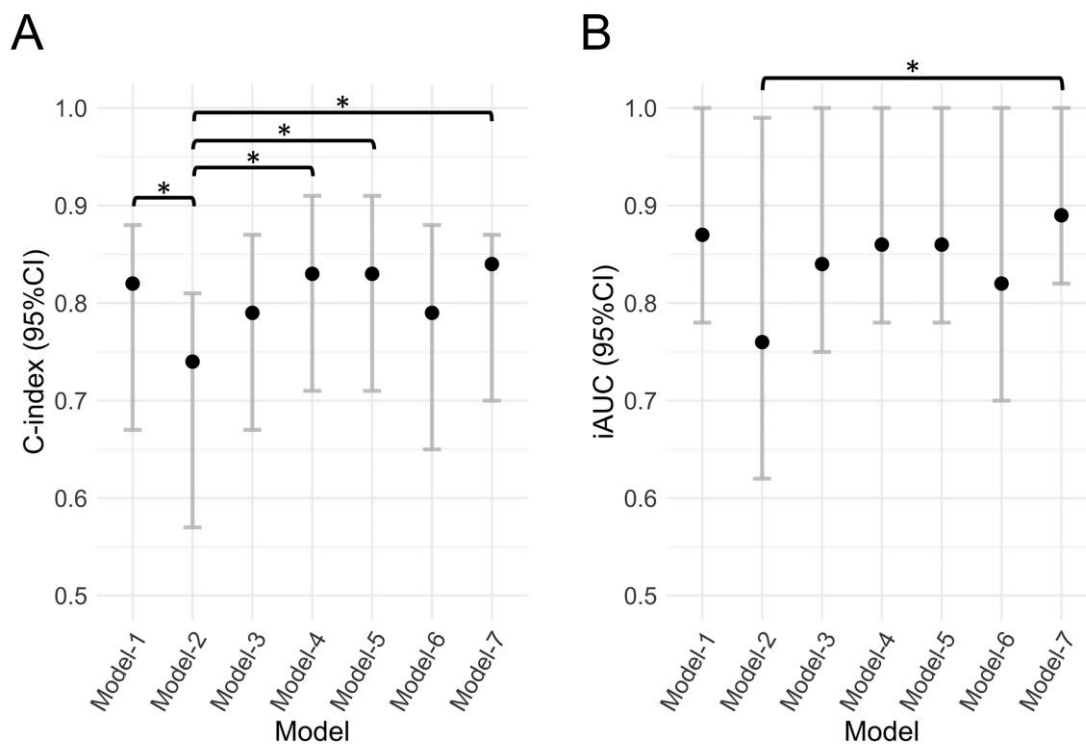 A
C-index (95%CI)
1.0
0.9
0.8
0.7
0.6
0.5
*
*
*
*
Model-1
Model-2
Model-3
Model-4
Model-5
Model-6
Model-7
Model
B
iAUC (95%CI)
1.0
0.9
0.8
0.7
0.6
0.5
*
Model-1
Model-2
Model-3
Model-4
Model-5
Model-6
Model-7
Model